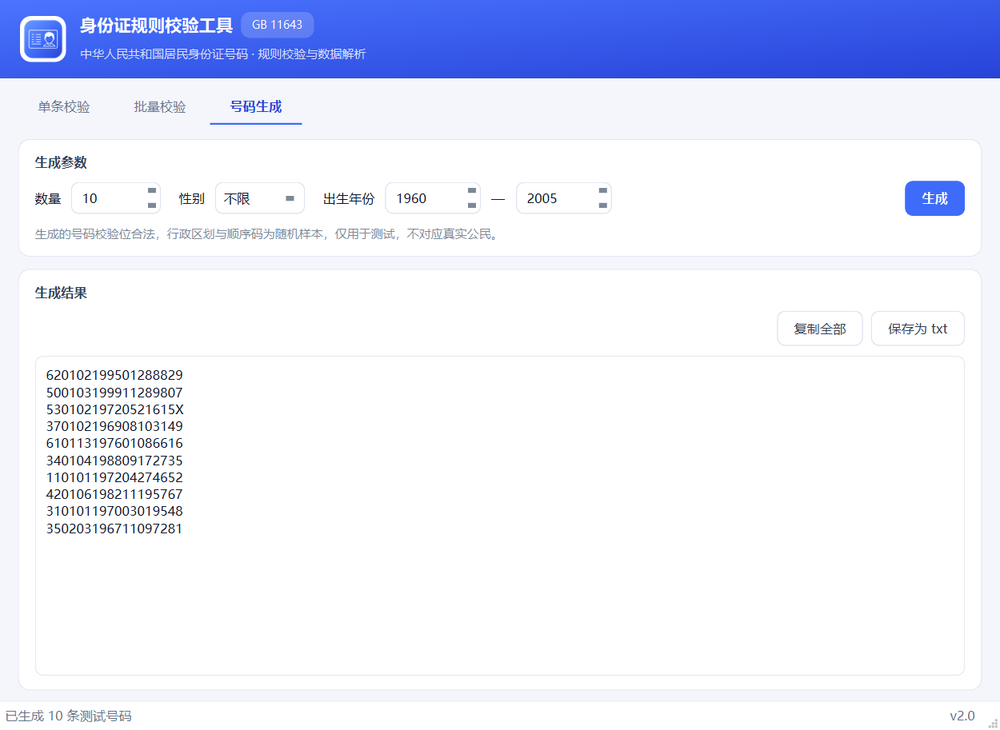 身份证规则校验工具 GB 11643
中华人民共和国居民身份证号码 · 规则校验与数据解析
单条校验 批量校验 号码生成
生成参数
数量 10 性别 不限 出生年份 1960 — 2005 生成
生成的号码校验位合法，行政区划与顺序码为随机样本，仅用于测试，不对应真实公民。
生成结果
复制全部 保存为 txt
620102199501288829
500103199911289807
53010219720521615X
370102196908103149
610113197601086616
340104198809172735
110101197204274652
420106198211195767
310101197003019548
350203196711097281
已生成 10 条测试号码 v2.0